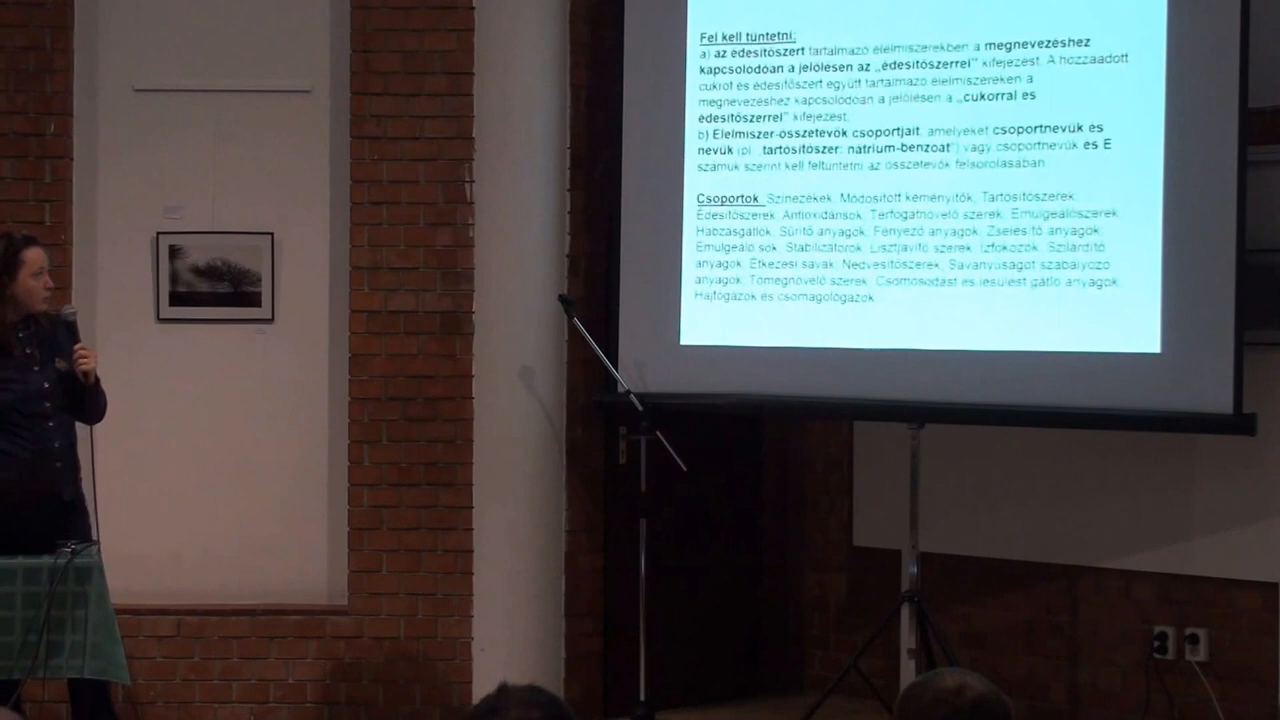 Fel kell tüntetni:
a) az édesítőszert tartalmazó élelmiszerekben a megnevezéshez
kapcsolódóan a jelölésen az „édesítőszerrel” kifejezést. A hozzáadott
cukrot és édesítőszert együtt tartalmazó élelmiszereken a
megnevezéshez kapcsolódóan a jelölésen a „cukorral és
édesítőszerrel” kifejezést.
b) Élelmiszer-összetevők csoportjait, amelyeket csoportnevük és
nevük (pl. „tartósítószer: nátrium-benzoát”) vagy csoportnevük és E
számuk szerint kell feltüntetni az összetevők felsorolásában
Csoportok: Színezékek, Módosított keményítők, Tartósítószerek,
Édesítőszerek, Antioxidánsok, Térfogatnövelő szerek, Emulgeálószerek,
Habzásgátlók, Sűrítő anyagok, Fényező anyagok, Zselésítő anyagok,
Emulgeáló sók, Stabilizátorok, Lisztjavító szerek, Ízfokozók, Szilárdító
anyagok, Étkezési savak, Nedvesítőszerek, Savanyúságot szabályozó
anyagok, Tömegnövelő szerek, Csomósodást és lesülést gátló anyagok,
Hajtógázok és csomagológázok